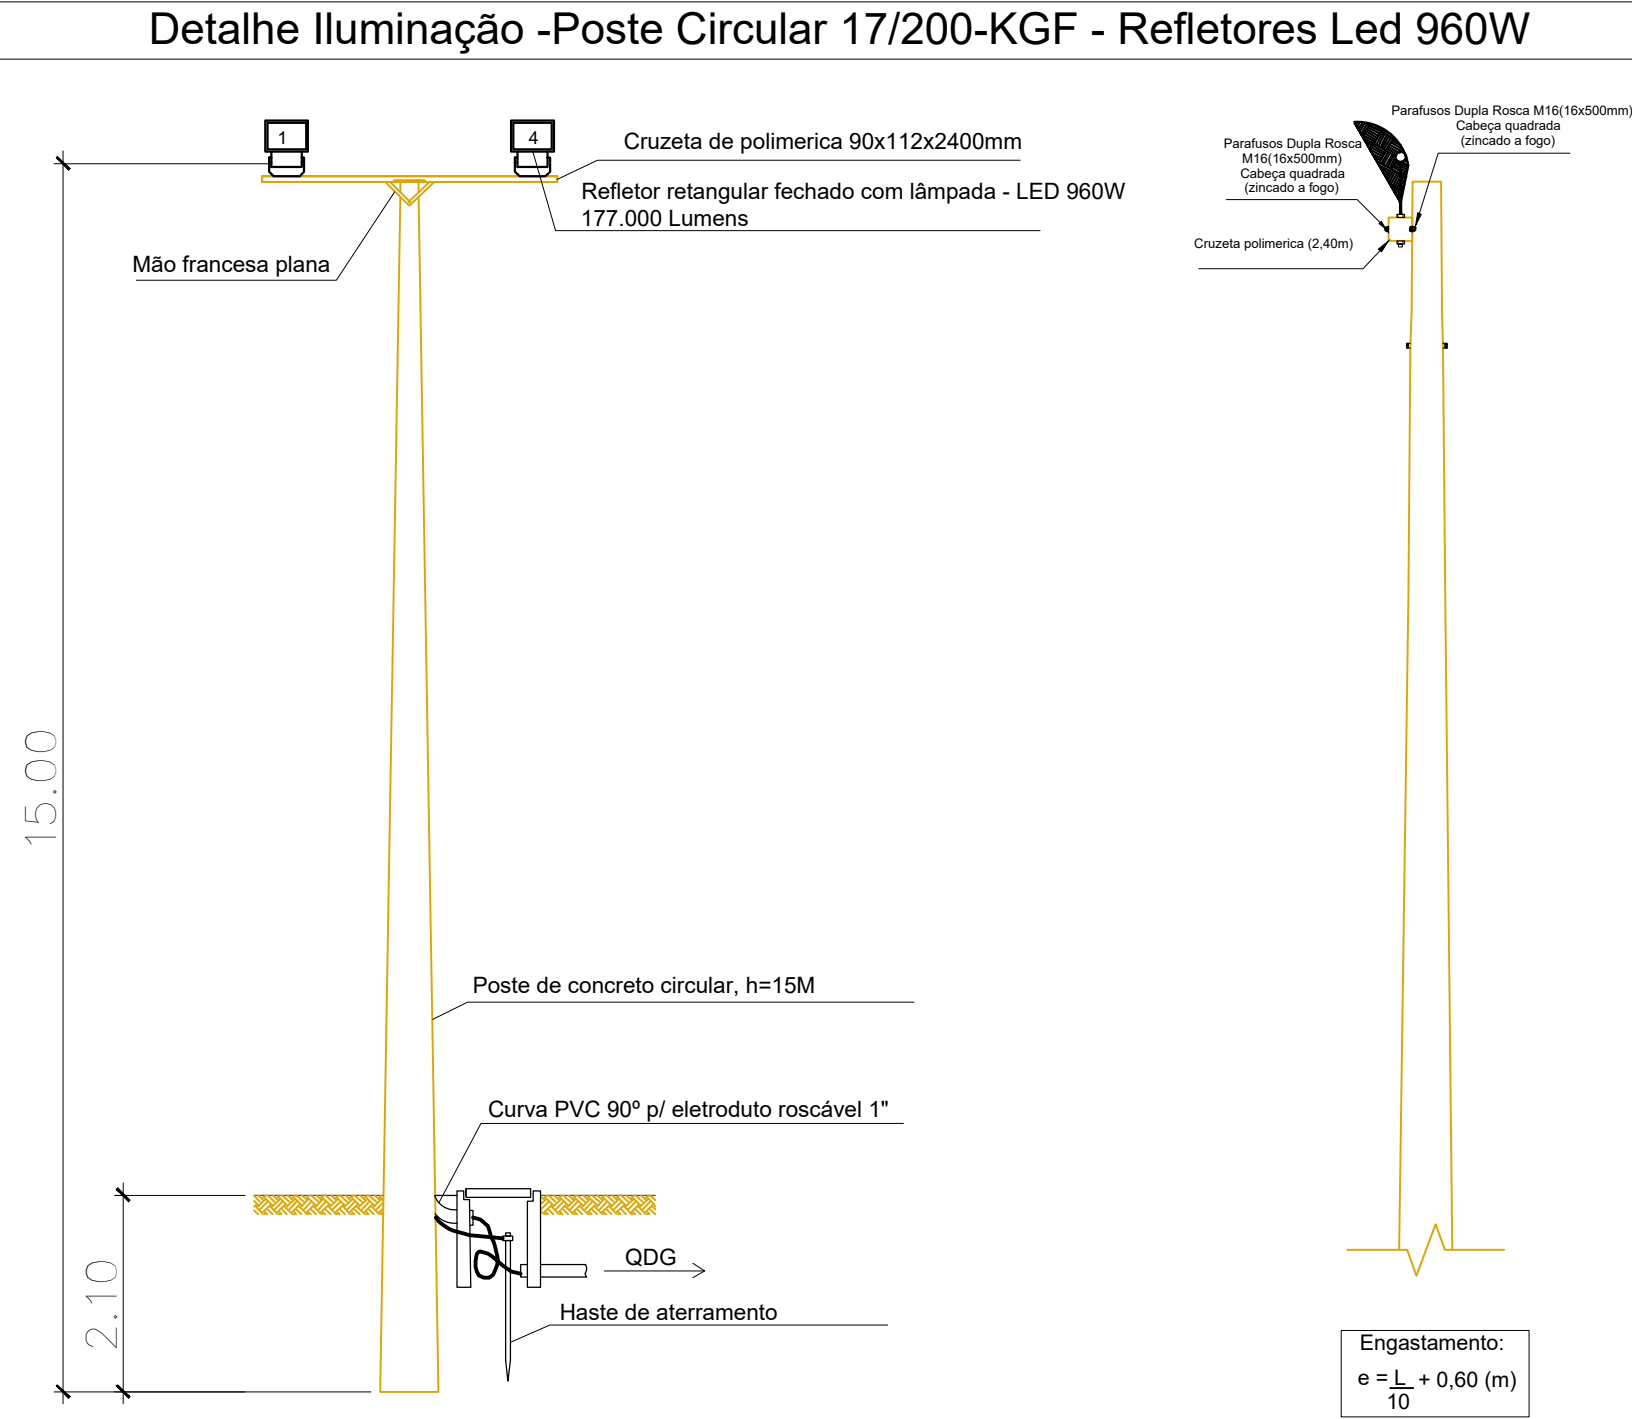 Detalhe Iluminação -Poste Circular 17/200-KGF - Refletores Led 960W
1
4
Cruzeta de polimerica 90x112x2400mm
Refletor retangular fechado com lâmpada - LED 960W
177.000 Lumens
Mão francesa plana
Parafusos Dupla Rosca M16(16x500mm)
Cabeça quadrada
(zincado a fogo)
Parafusos Dupla Rosca
M16(16x500mm)
Cabeça quadrada
(zincado a fogo)
Cruzeta polimerica (2,40m)
15.00
Poste de concreto circular, h=15M
Curva PVC 90º p/ eletroduto roscável 1"
QDG
2.10
Haste de aterramento
Engastamento:
e = L + 0,60 (m)
10